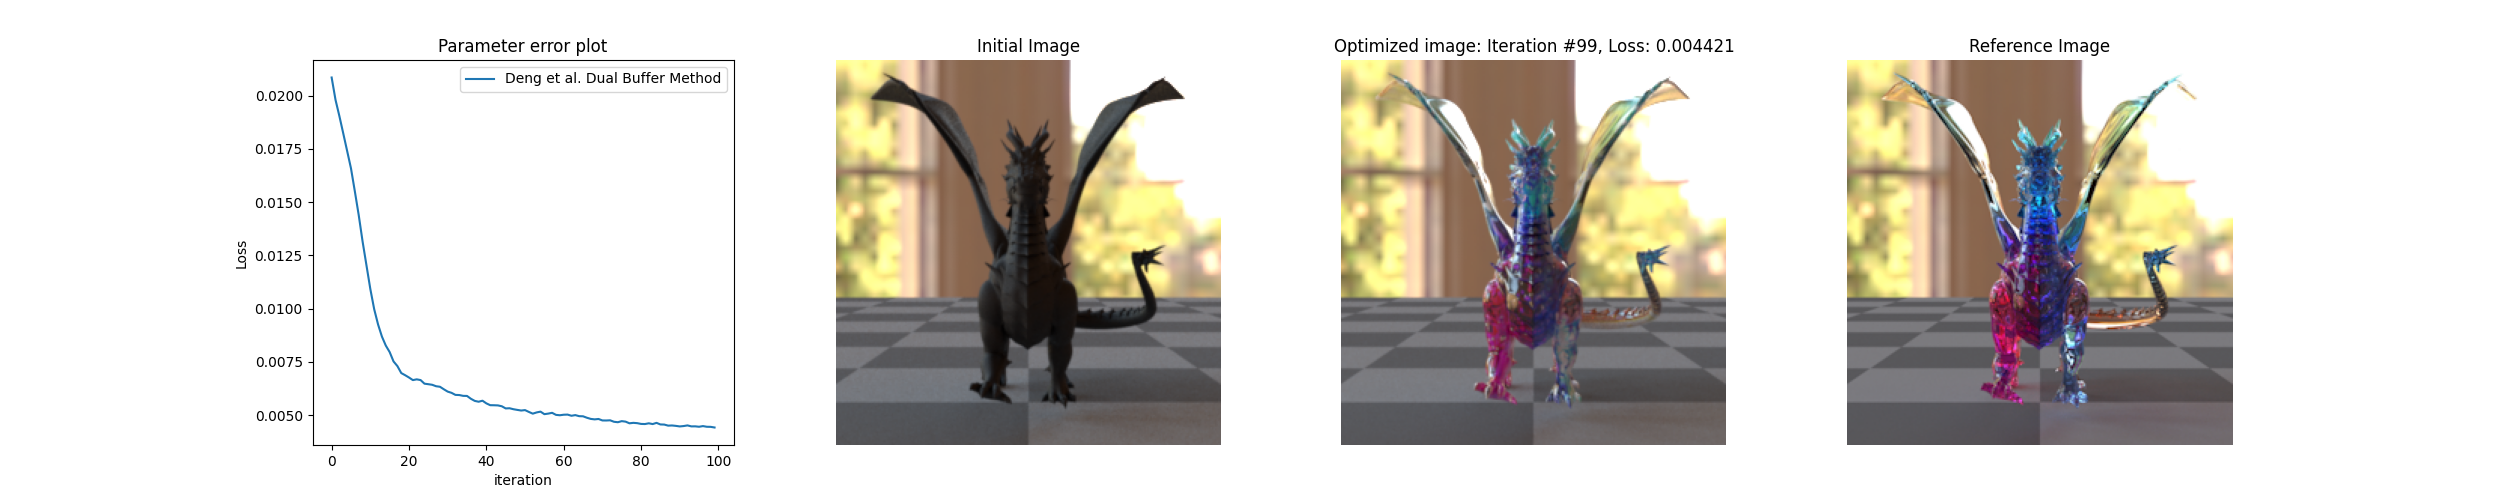 Parameter error plot
Loss
0.0200
0.0175
0.0150
0.0125
0.0100
0.0075
0.0050
Deng et al. Dual Buffer Method
0 20 40 60 80 100
iteration
Initial Image
Optimized image: Iteration #99, Loss: 0.004421
Reference Image